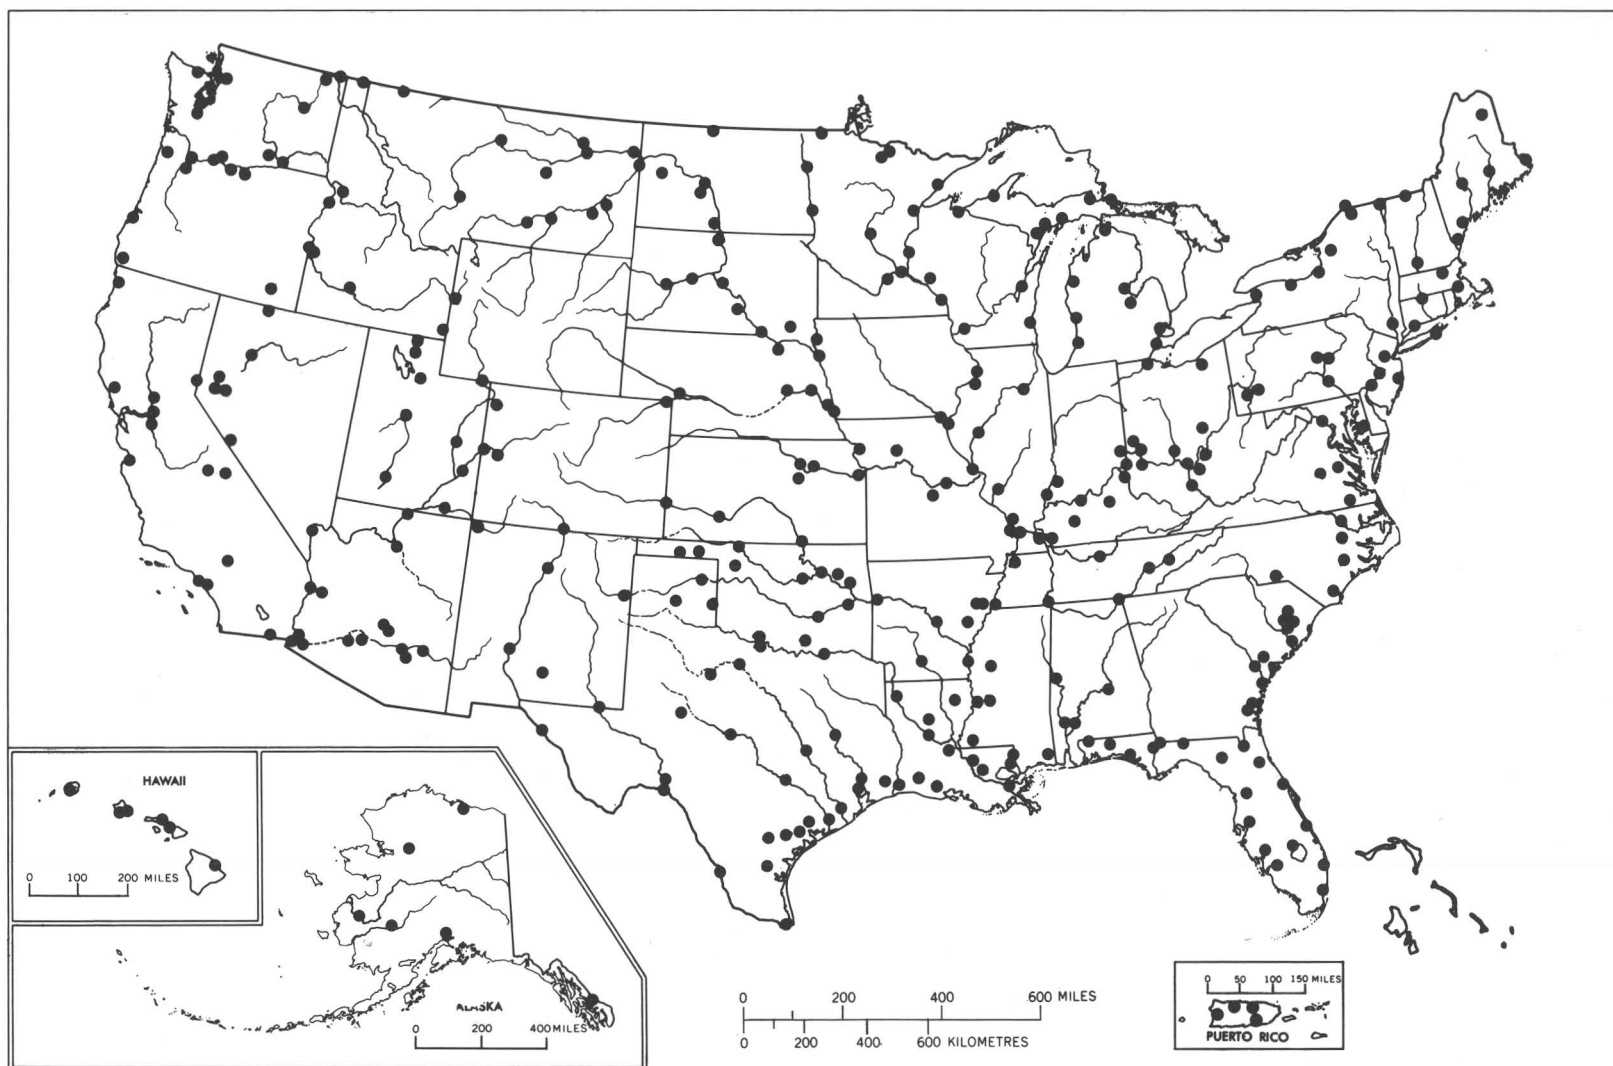 HAWAII
0 100 200 MILES
ALASKA
0 200 400 MILES
0 200 400 600 MILES
0 200 400 600 KILOMETRES
0 50 100 150 MILES
PUERTO RICO